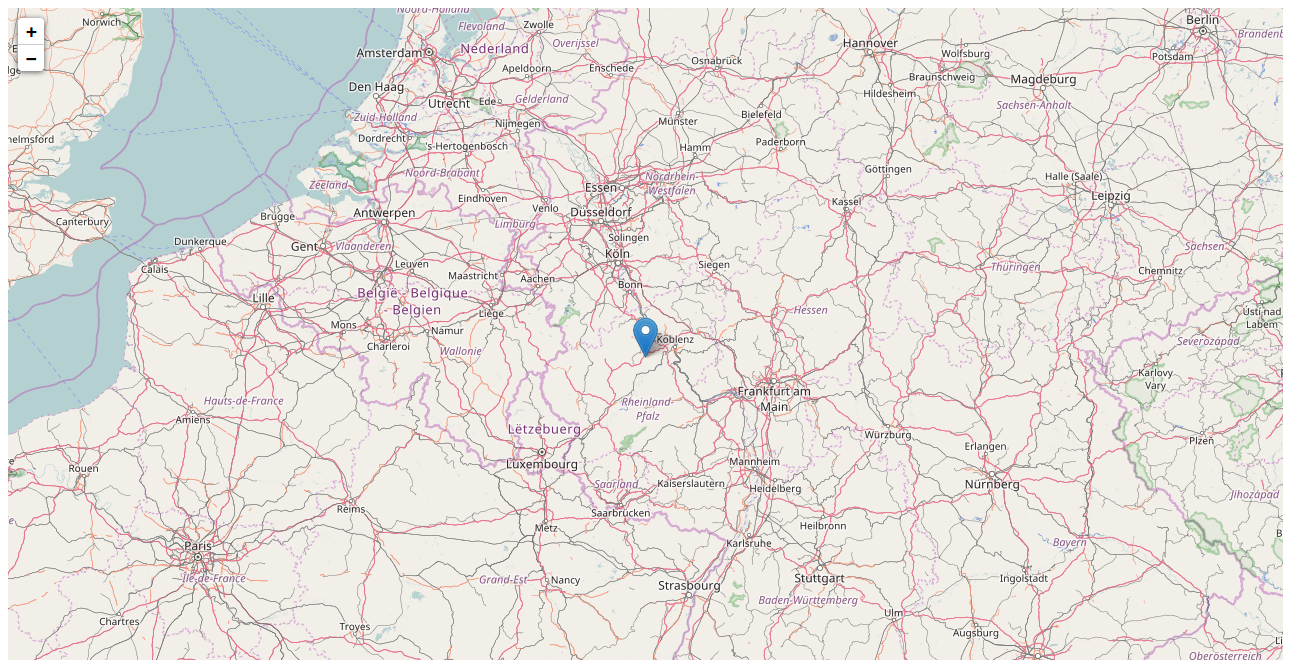 +
−
Norwich
Noord-Holland
Flevoland
Zwolle
Berlin
Amsterdam
Nederland
Overijssel
Hannover
Wolfsburg
Potsdam
Apeldoorn
Enschede
Osnabrück
Braunschweig
Magdeburg
Den Haag
Utrecht
Ede
Gelderland
Hildesheim
Sachsen-Anhalt
Zuid-Holland
Nijmegen
Münster
Bielefeld
Dordrecht
's-Hertogenbosch
Hamm
Paderborn
Noord-Brabant
Göttingen
Halle (Saale)
Zeeland
Essen
Nordrhein-
Westfalen
Leipzig
Eindhoven
Venlo
Kassel
Canterbury
Brugge
Antwerpen
Düsseldorf
Limburg
Dunkerque
Gent
Vlaanderen
Solingen
Sachsen
Calais
Leuven
Maastricht
Köln
Siegen
Thüringen
Chemnitz
Aachen
Bonn
Lille
België - Belgique
- Belgien
Liège
Hessen
Ústí nad
Labem
Mons
Namur
Charleroi
Wallonie
Koblenz
Severozápad
Karlovy
Vary
Hauts-de-France
Amiens
Rheinland-
Pfalz
Frankfurt am
Main
Lëtzebuerg
Würzburg
Erlangen
Plzeň
Rouen
Luxembourg
Mannheim
Saarland
Kaiserslautern
Heidelberg
Nürnberg
Jihozápad
Reims
Saarbrücken
Metz
Heilbronn
Karlsruhe
Bayern
Paris
Île-de-France
Grand-Est
Nancy
Strasbourg
Stuttgart
Ingolstadt
Baden-Württemberg
Chartres
Troyes
Ulm
Augsburg
Oberösterreich